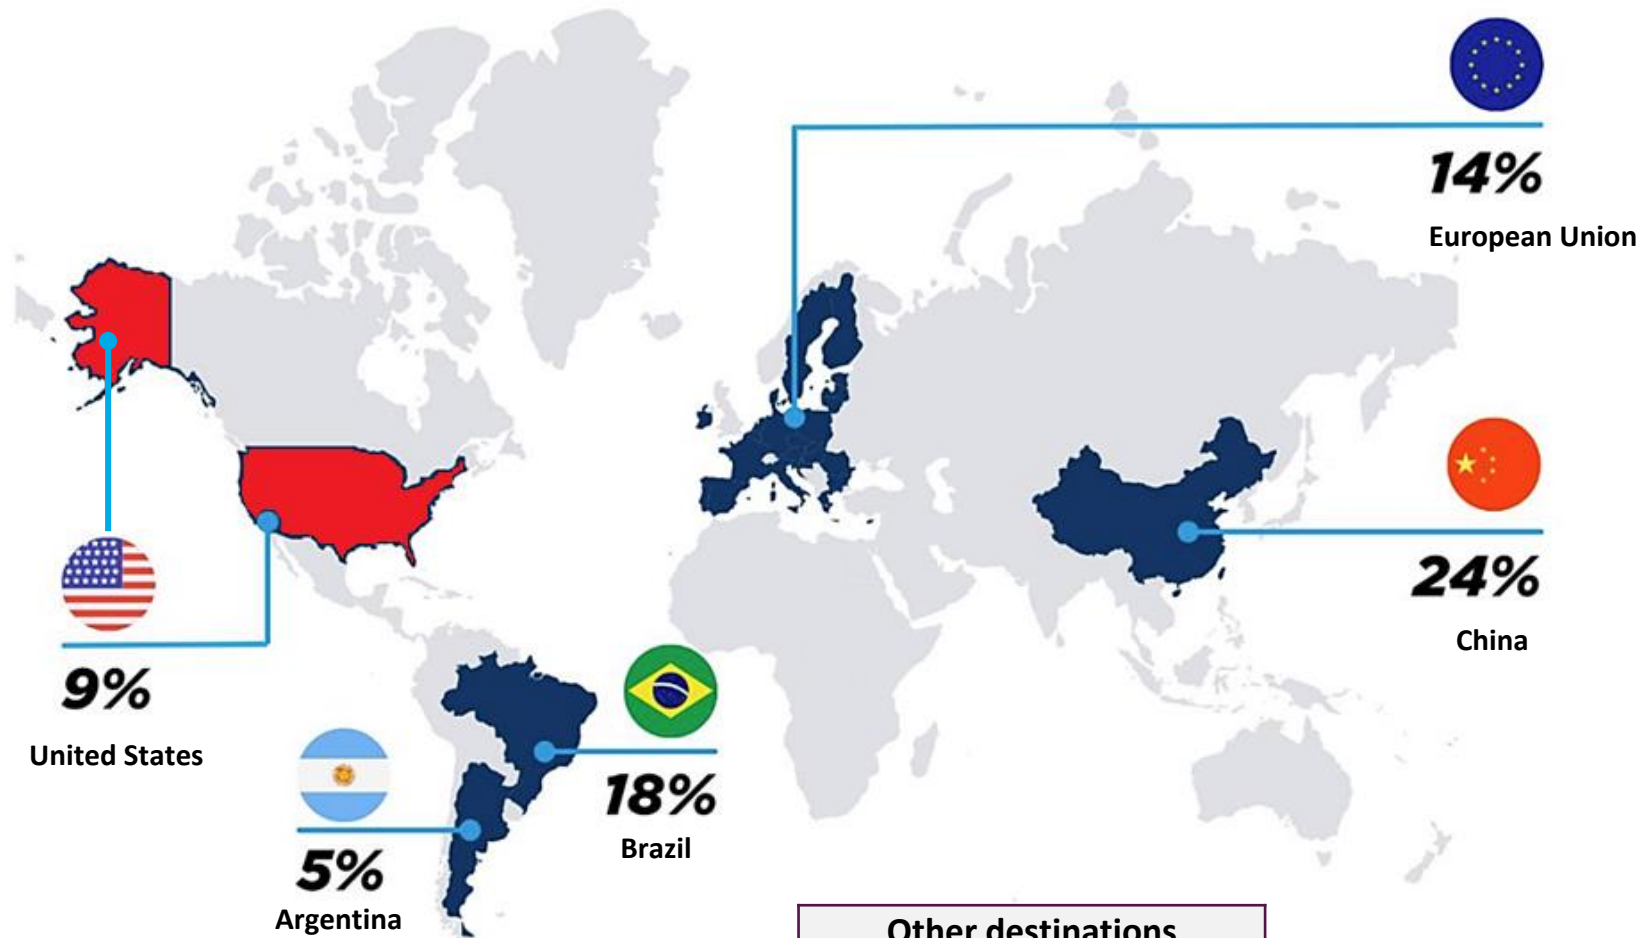 14%
European Union
24%
China
9%
United States
18%
Brazil
5%
Argentina
Other destinations